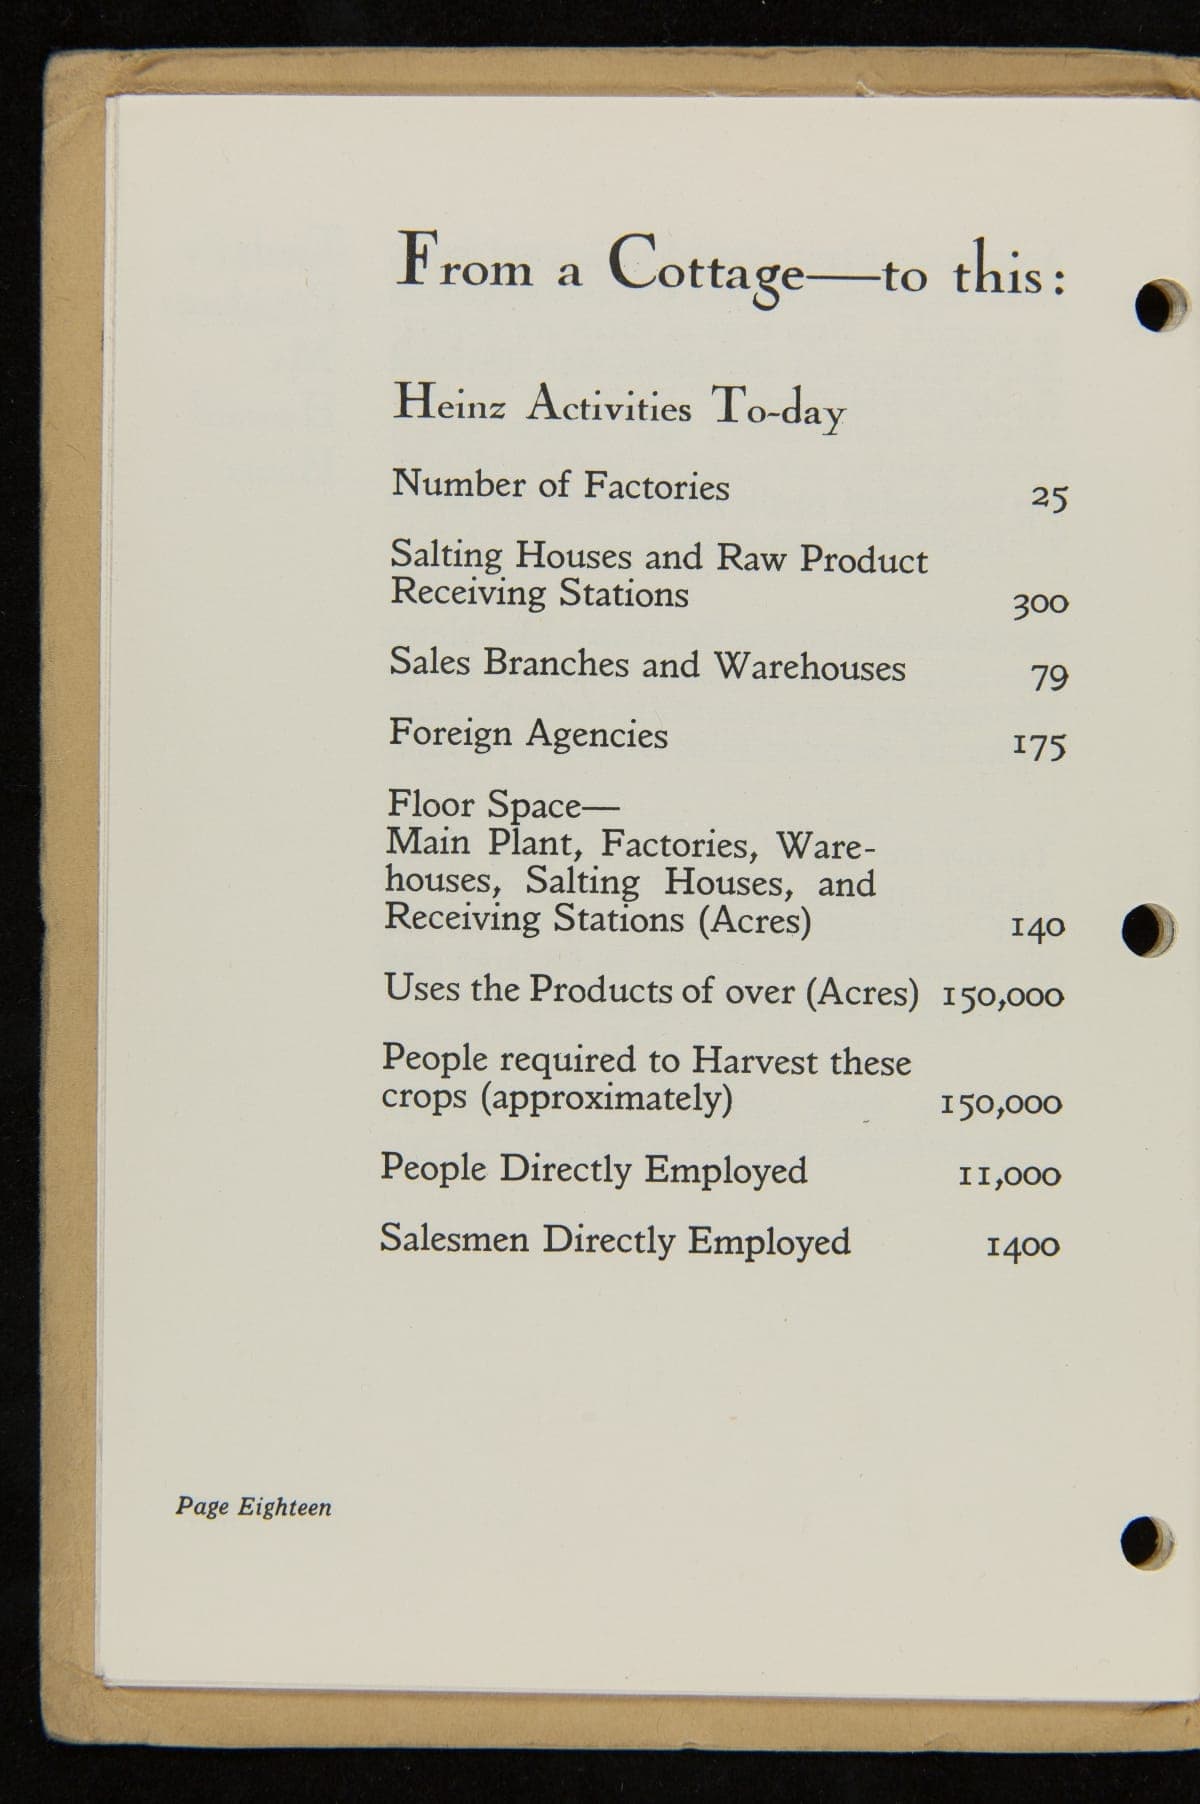 From a Cottage—to this:
Heinz Activities To-day
Number of Factories 25
Salting Houses and Raw Product
Receiving Stations 300
Sales Branches and Warehouses 79
Foreign Agencies 175
Floor Space—
Main Plant, Factories, Ware-
houses, Salting Houses, and
Receiving Stations (Acres) 140
Uses the Products of over (Acres) 150,000
People required to Harvest these
crops (approximately) 150,000
People Directly Employed 11,000
Salesmen Directly Employed 1400
Page Eighteen